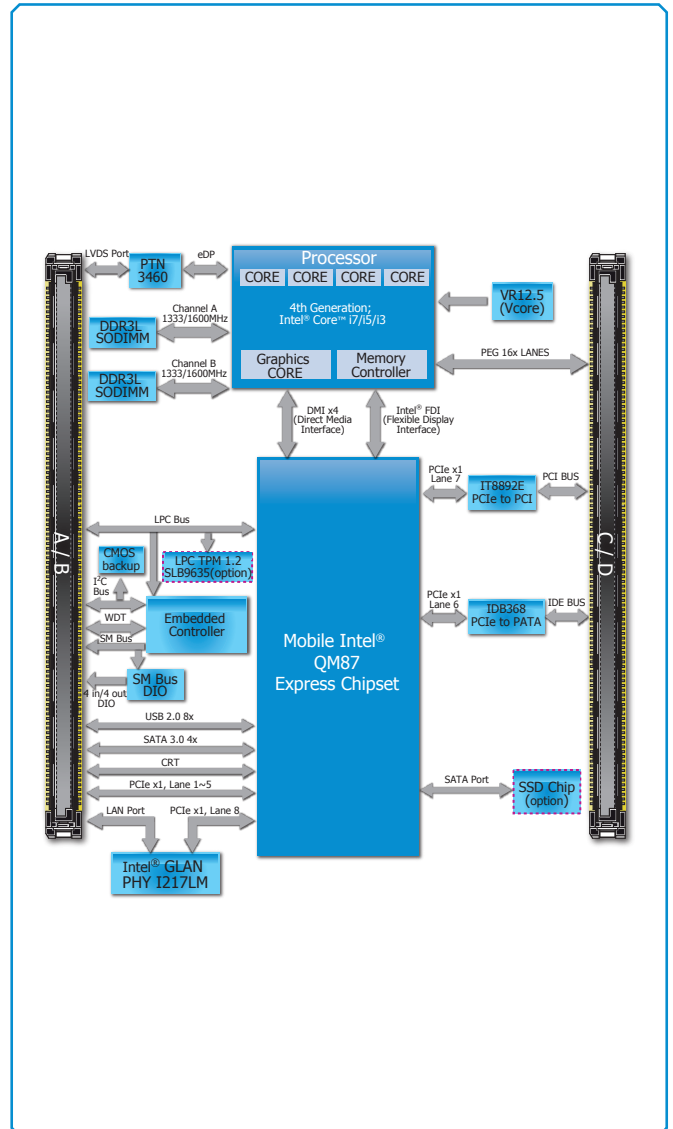 LVDS Port
PTN
3460
eDP
Processor
CORE CORE CORE CORE
4th Generation;
Intel® Core™ i7/i5/i3
Graphics
CORE
Memory
Controller
VR12.5
(Vcore)
DDR3L
SODIMM
Channel A
1333/1600MHz
DDR3L
SODIMM
Channel B
1333/1600MHz
PEG 16x LANES
DMI x4
(Direct Media
Interface)
Intel® FDI
(Flexible Display
Interface)
A / B
C / D
PCIe x1
Lane 7
IT8892E
PCIe to PCI
PCI BUS
LPC Bus
CMOS
backup
LPC TPM 1.2
SLB9635(option)
I²C
Bus
WDT
SM Bus
Embedded
Controller
PCIe x1
Lane 6
IDB368
PCIe to PATA
IDE BUS
Mobile Intel®
QM87
Express Chipset
SM Bus
DIO
4 in/4 out
DIO
USB 2.0 8x
SATA 3.0 4x
CRT
PCIe x1, Lane 1~5
SATA Port
SSD Chip
(option)
LAN Port
PCIe x1, Lane 8
Intel® GLAN
PHY I217LM